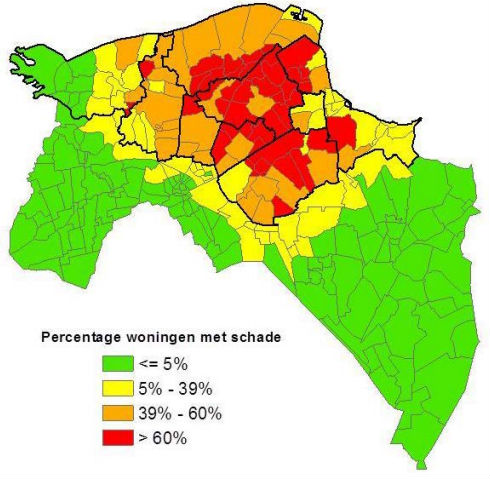 Percentage woningen met schade
<= 5%
5% - 39%
39% - 60%
> 60%